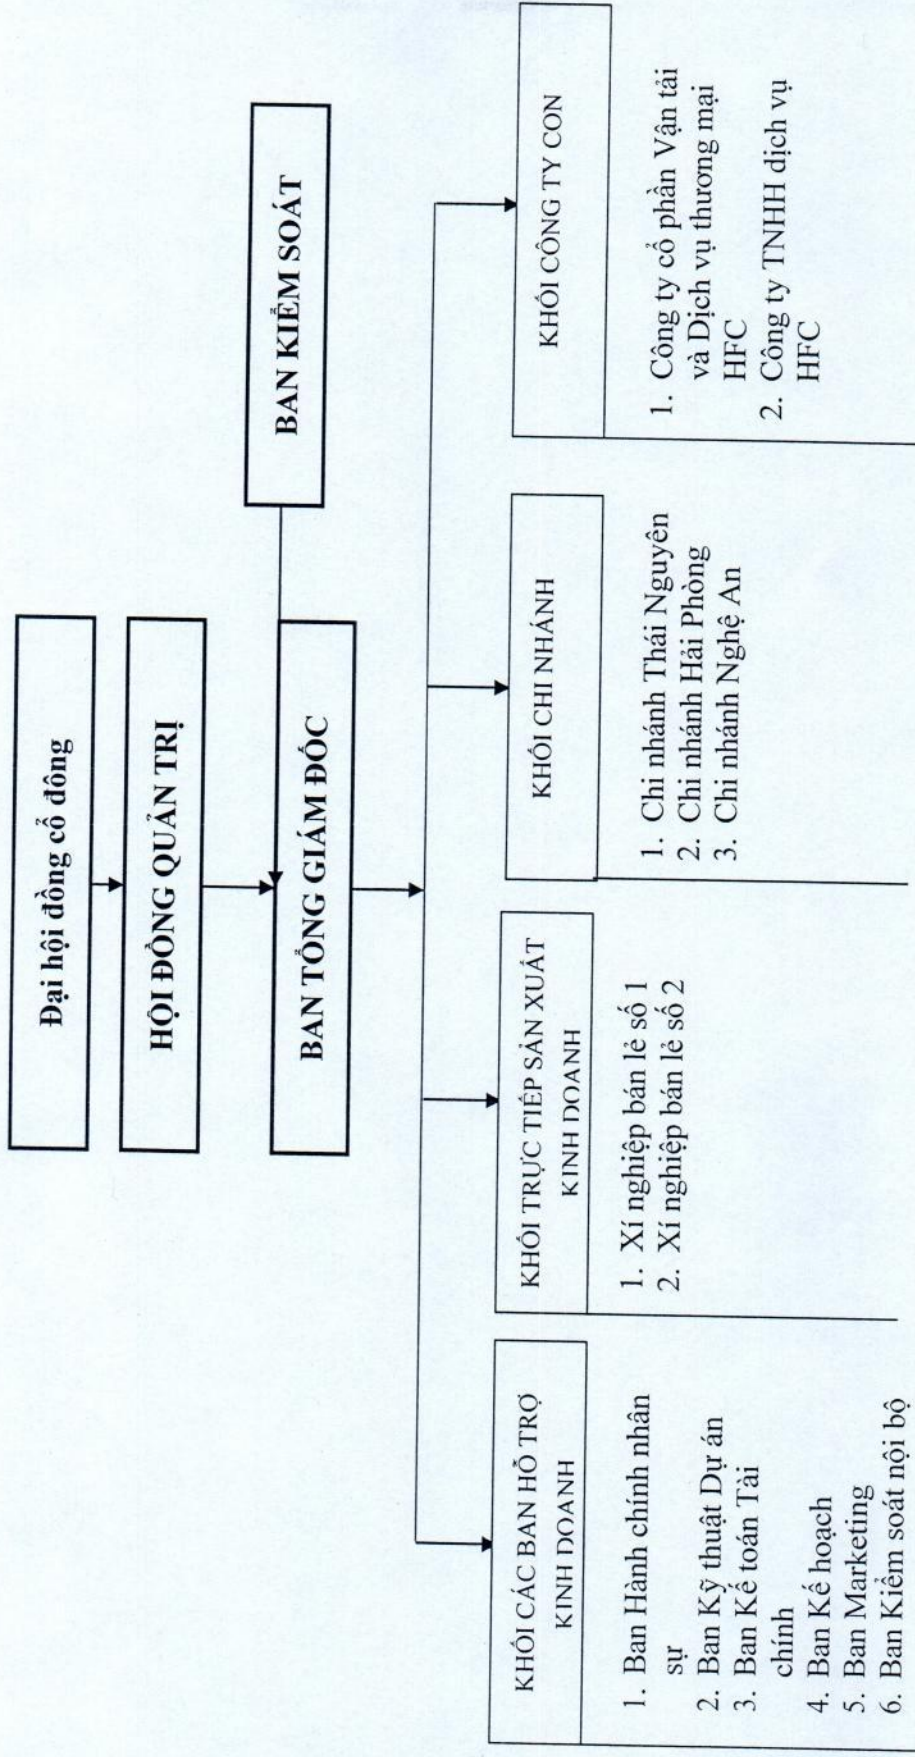 Đại hội đồng cổ đông
HỘI ĐỒNG QUẢN TRỊ
BAN KIỂM SOÁT
BAN TỔNG GIÁM ĐỐC
KHỐI CÁC BAN HỖ TRỢ
KINH DOANH
1. Ban Hành chính nhân
sự
2. Ban Kỹ thuật Dự án
3. Ban Kế toán Tài
chính
4. Ban Kế hoạch
5. Ban Marketing
6. Ban Kiểm soát nội bộ
KHỐI TRỰC TIẾP SẢN XUẤT
KINH DOANH
1. Xí nghiệp bán lẻ số 1
2. Xí nghiệp bán lẻ số 2
KHỐI CHI NHÁNH
1. Chi nhánh Thái Nguyên
2. Chi nhánh Hải Phòng
3. Chi nhánh Nghệ An
KHỐI CÔNG TY CON
1. Công ty cổ phần Vận tải
và Dịch vụ thương mại
HFC
2. Công ty TNHH dịch vụ
HFC